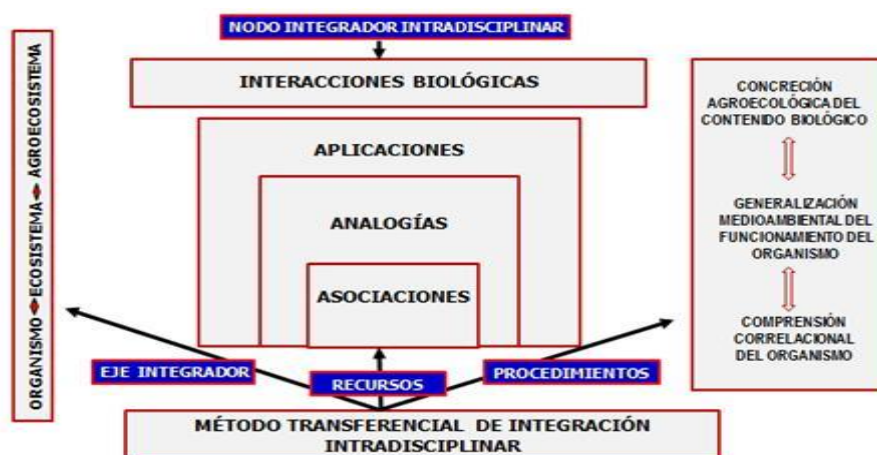 NODO INTEGRADOR INTRADISCIPLINAR
INTERACCIONES BIOLÓGICAS
ORGANISMO ECOSISTEMA AGROECOSISTEMA
APLICACIONES
ANALOGÍAS
ASOCIACIONES
CONCRECIÓN
AGROECOLÓGICA DEL
CONTENIDO BIOLÓGICO
GENERALIZACIÓN
MEDIOAMBIENTAL DEL
FUNCIONAMIENTO DEL
ORGANISMO
COMPRENSIÓN
CORRELACIONAL
DEL ORGANISMO
EJE INTEGRADOR
RECURSOS
PROCEDIMIENTOS
MÉTODO TRANSFERENCIAL DE INTEGRACIÓN
INTRADISCIPLINAR